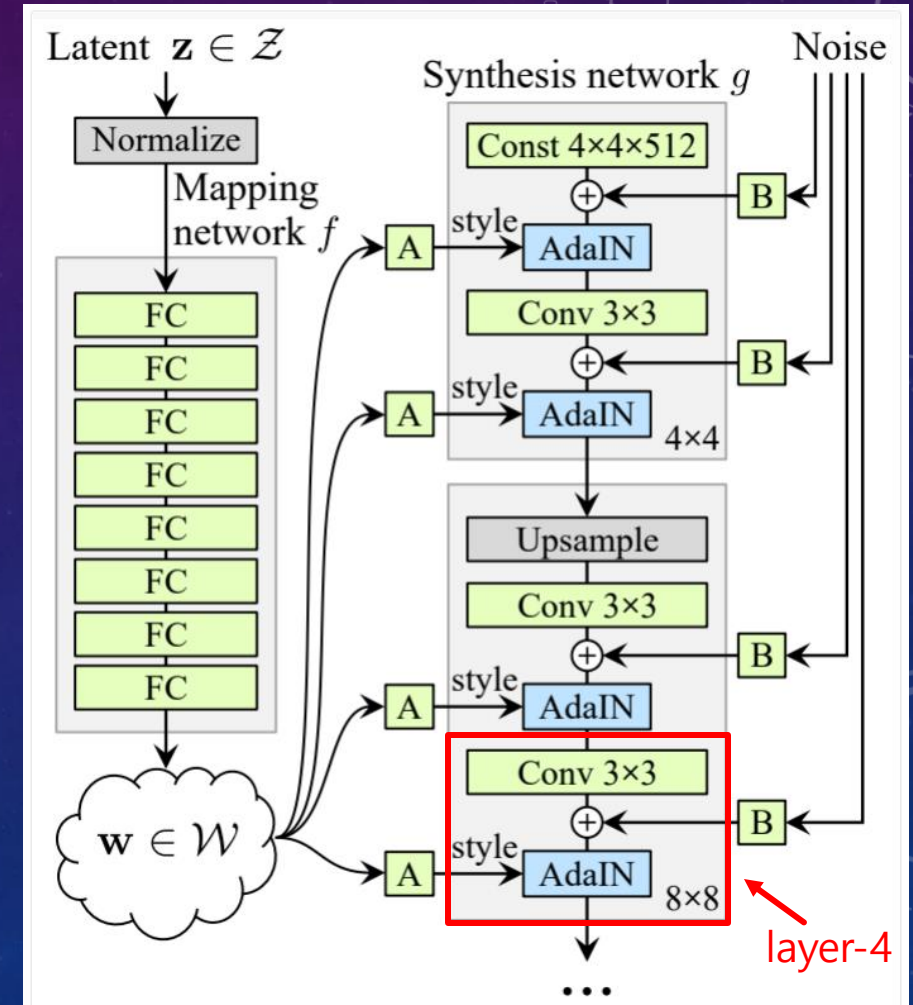 Latent z ∈ Z
Normalize
Mapping
network f
FC
FC
FC
FC
FC
FC
FC
FC
w ∈ W
Noise
Synthesis network g
Const 4×4×512
B
A
style
AdaIN
Conv 3×3
B
A
style
AdaIN
4×4
Upsample
Conv 3×3
B
A
style
AdaIN
Conv 3×3
B
A
style
AdaIN
8×8
layer-4
...